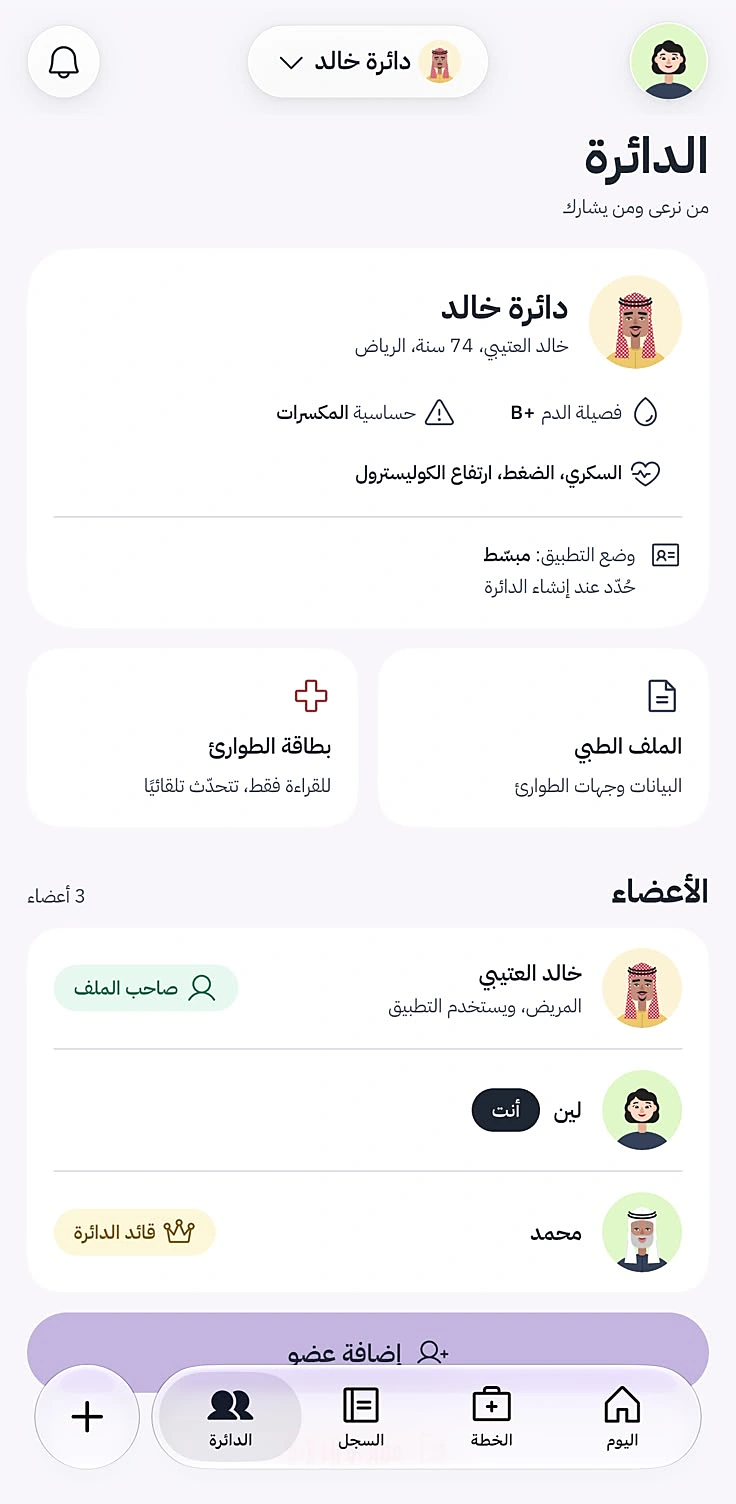 دائرة خالد
الدائرة
من نرعى ومن يشارك
دائرة خالد
خالد العتيبي، 74 سنة، الرياض
فصيلة الدم B+
حساسية المكسرات
السكري، الضغط، ارتفاع الكوليسترول
وضع التطبيق: مبسّط
حُدّد عند إنشاء الدائرة
الملف الطبي
البيانات وجهات الطوارئ
بطاقة الطوارئ
للقراءة فقط، تتحدّث تلقائيًا
الأعضاء
3 أعضاء
خالد العتيبي
المريض، ويستخدم التطبيق
صاحب الملف
لين
أنت
محمد
قائد الدائرة
إضافة عضو
اليوم
الخطة
السجل
الدائرة